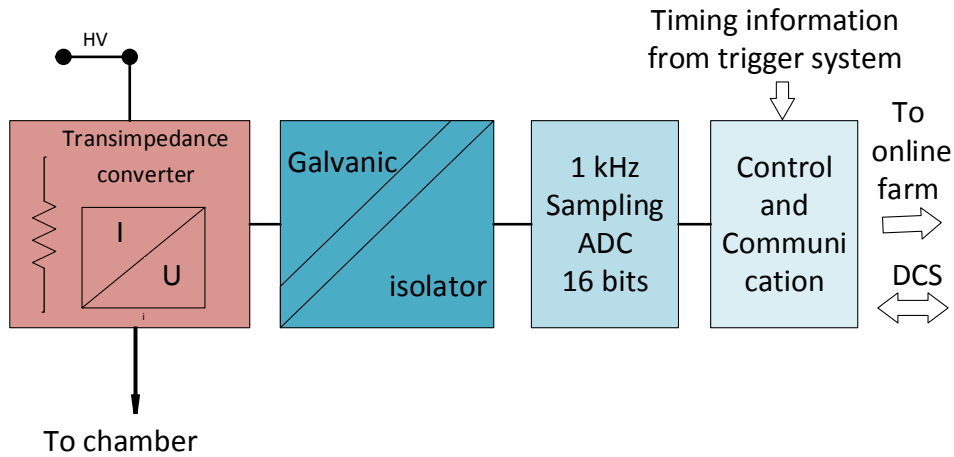 HV
Timing information
from trigger system
Transimpedance
converter
I
U
i
To chamber
Galvanic
isolator
1 kHz
Sampling
ADC
16 bits
Control
and
Communi
cation
To
online
farm
DCS